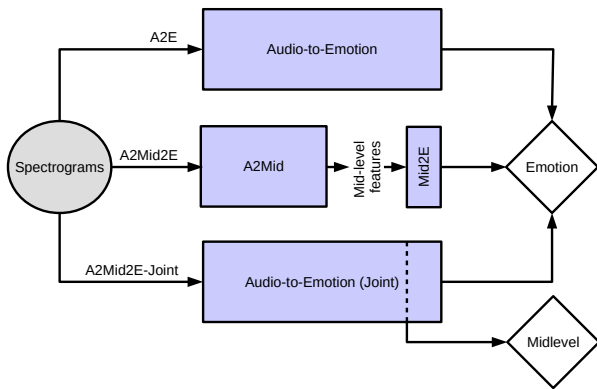 A2E
Audio-to-Emotion
Spectrograms
A2Mid2E
A2Mid
Mid-level
features
Mid2E
Emotion
A2Mid2E-Joint
Audio-to-Emotion (Joint)
Midlevel